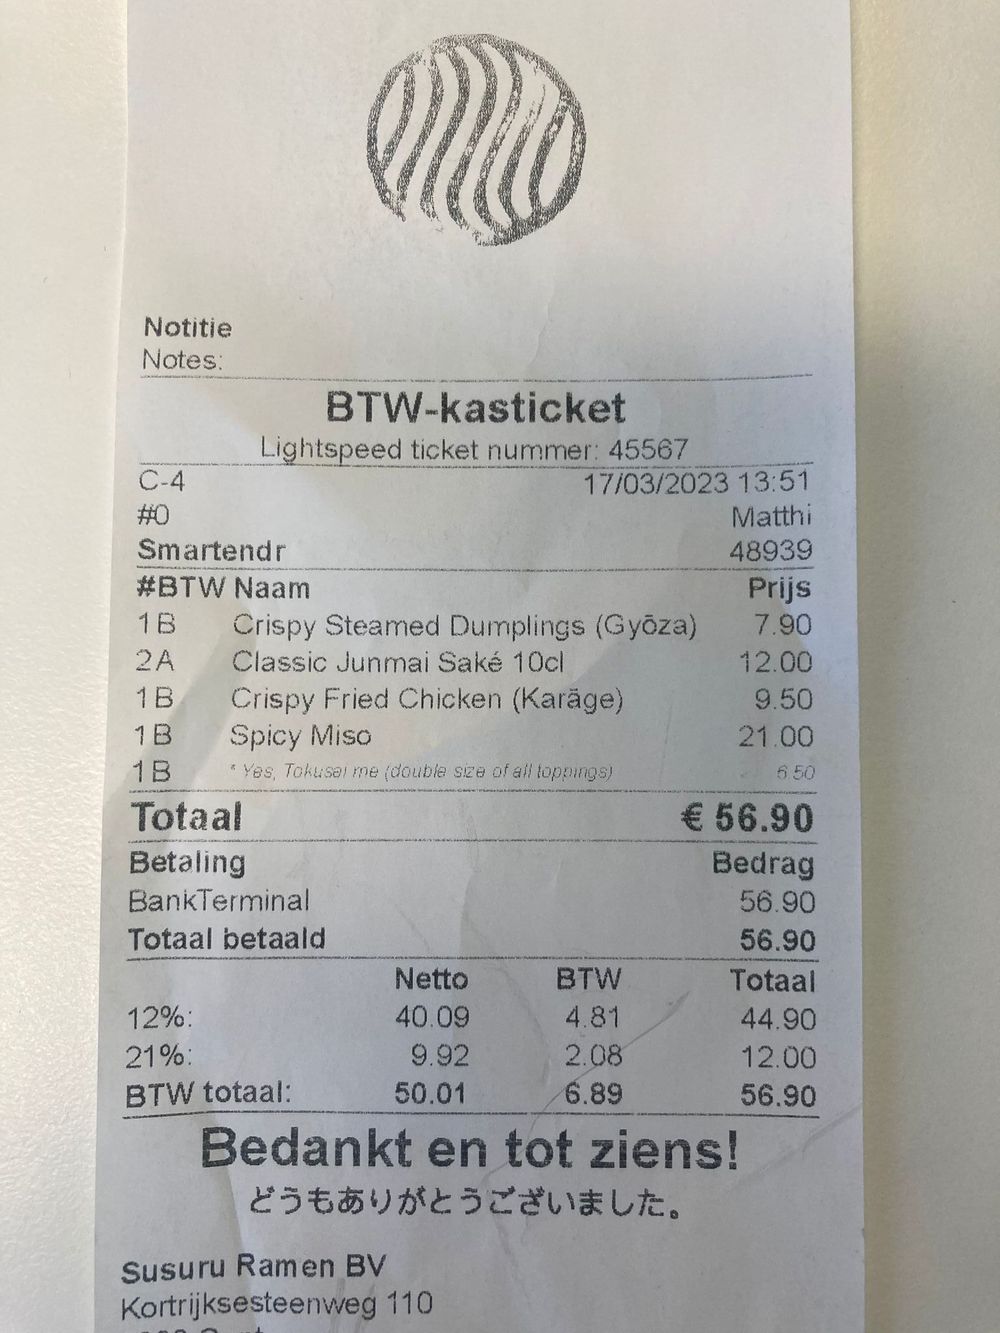 Notitie
Notes:
BTW-kasticket
Lightspeed ticket nummer: 45567
C-4 17/03/2023 13:51
#0 Matthi
Smartendr 48939
#BTW Naam Prijs
1B Crispy Steamed Dumplings (Gyōza) 7.90
2A Classic Junmai Saké 10cl 12.00
1B Crispy Fried Chicken (Karāge) 9.50
1B Spicy Miso 21.00
1B * Yes, Tokusei me (double size of all toppings) 6.50
Totaal € 56.90
Betaling Bedrag
BankTerminal 56.90
Totaal betaald 56.90
Netto BTW Totaal
12%: 40.09 4.81 44.90
21%: 9.92 2.08 12.00
BTW totaal: 50.01 6.89 56.90
Bedankt en tot ziens!
どうもありがとうございました。
Susuru Ramen BV
Kortrijksesteenweg 110